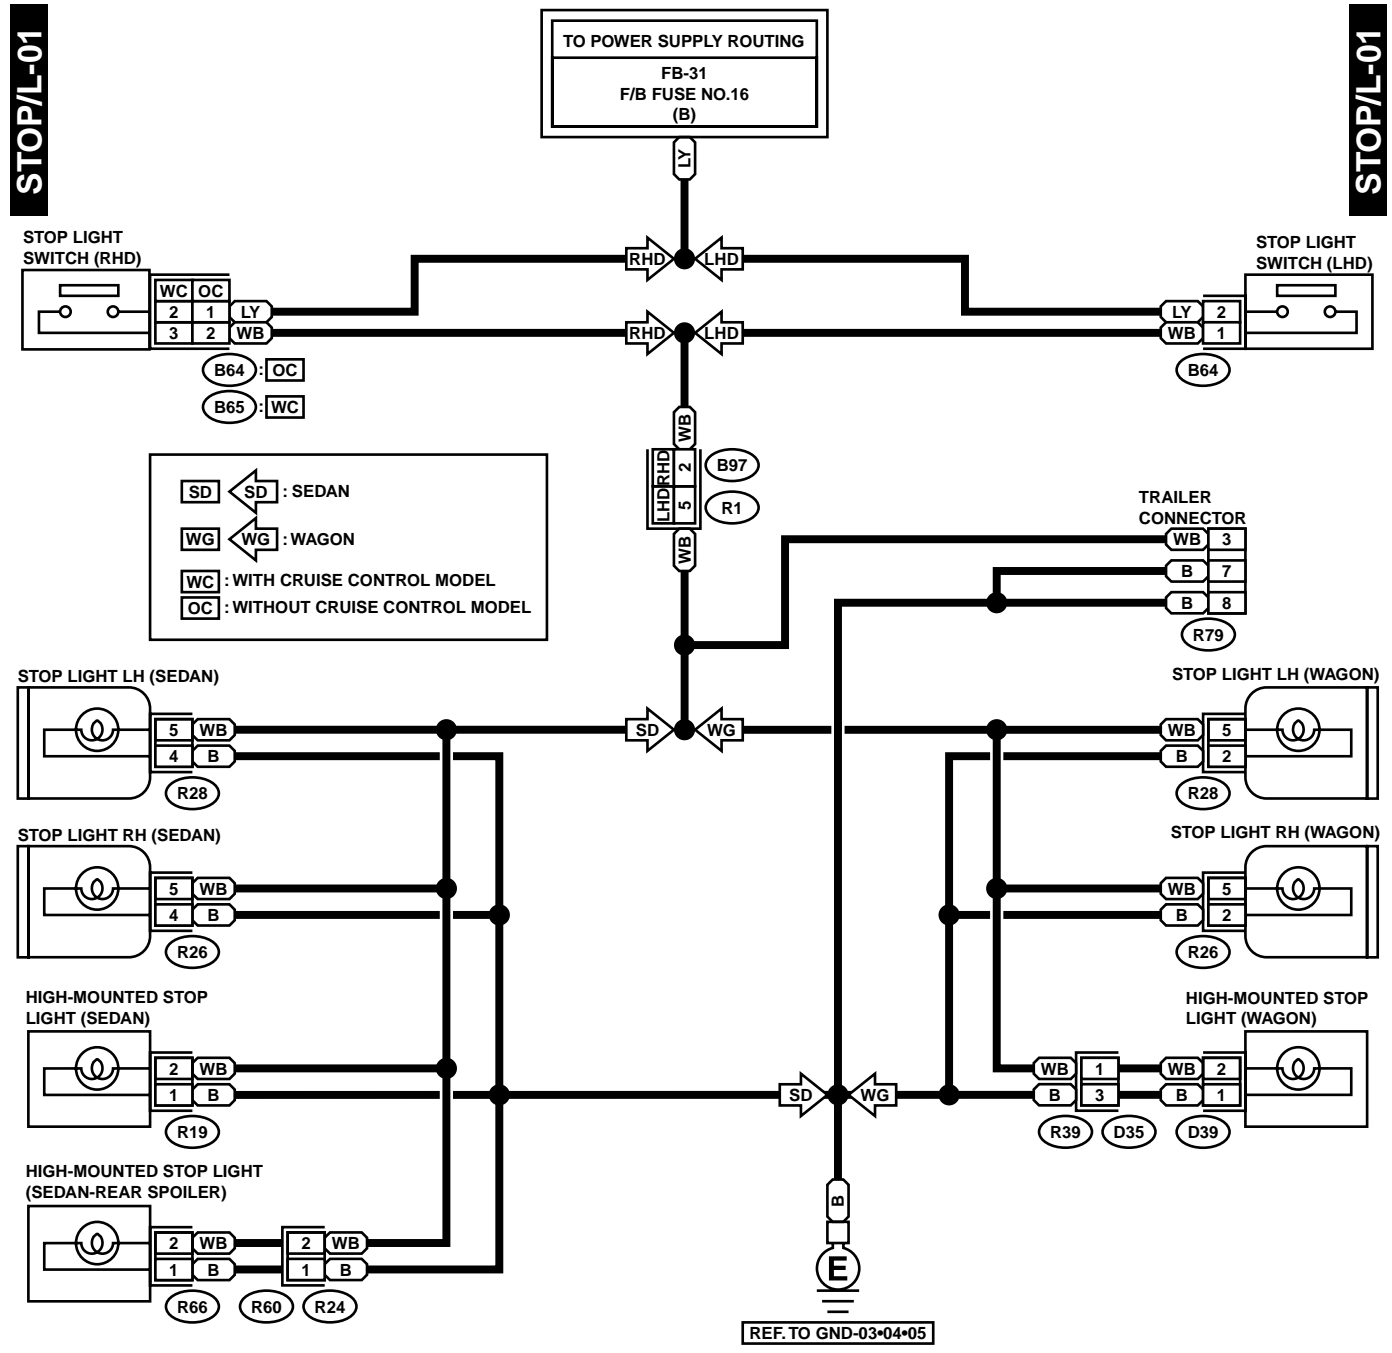 STOP/L-01
STOP/L-01
TO POWER SUPPLY ROUTING
FB-31
F/B FUSE NO.16
(B)
LY
STOP LIGHT
SWITCH (RHD)
STOP LIGHT
SWITCH (LHD)
RHD
LHD
WC OC
2 1 LY
3 2 WB
LY 2
WB 1
RHD
LHD
B64 : OC
B65 : WC
B64
WB
RHD 2
LHD 5
B97
R1
WB
SD SD : SEDAN
WG WG : WAGON
WC : WITH CRUISE CONTROL MODEL
OC : WITHOUT CRUISE CONTROL MODEL
TRAILER
CONNECTOR
WB 3
B 7
B 8
R79
STOP LIGHT LH (SEDAN)
5 WB
4 B
R28
SD
WG
STOP LIGHT LH (WAGON)
WB 5
B 2
R28
STOP LIGHT RH (SEDAN)
5 WB
4 B
R26
STOP LIGHT RH (WAGON)
WB 5
B 2
R26
HIGH-MOUNTED STOP
LIGHT (SEDAN)
2 WB
1 B
R19
SD
WG
HIGH-MOUNTED STOP
LIGHT (WAGON)
WB 1 WB 2
B 3 B 1
R39 D35 D39
HIGH-MOUNTED STOP LIGHT
(SEDAN-REAR SPOILER)
2 WB 2 WB
1 B 1 B
R66 R60 R24
B
E
REF. TO GND-03•04•05